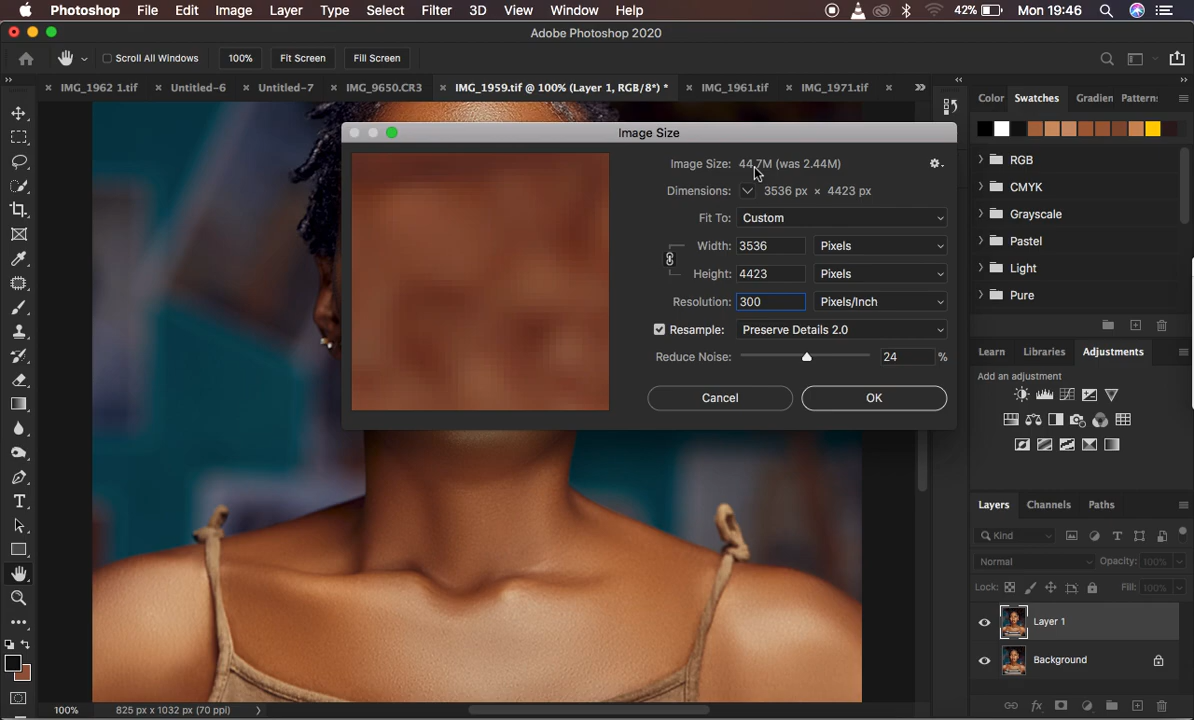 Photoshop File Edit Image Layer Type Select Filter 3D View Window Help 42% Mon 19:46
Adobe Photoshop 2020
Scroll All Windows 100% Fit Screen Fill Screen
IMG_1962 1.tif Untitled-6 Untitled-7 IMG_9650.CR3 IMG_1959.tif @ 100% (Layer 1, RGB/8*) * IMG_1961.tif IMG_1971.tif
Color Swatches Gradien Pattern:
Image Size
Image Size: 44.7M (was 2.44M)
Dimensions: 3536 px × 4423 px
Fit To: Custom
Width: 3536 Pixels
Height: 4423 Pixels
Resolution: 300 Pixels/Inch
Resample: Preserve Details 2.0
Reduce Noise: 24 %
Cancel OK
RGB
CMYK
Grayscale
Pastel
Light
Pure
Learn Libraries Adjustments
Add an adjustment
Layers Channels Paths
Kind
Normal Opacity: 100%
Lock: Fill: 100%
Layer 1
Background
100% 825 px x 1032 px (70 ppi)